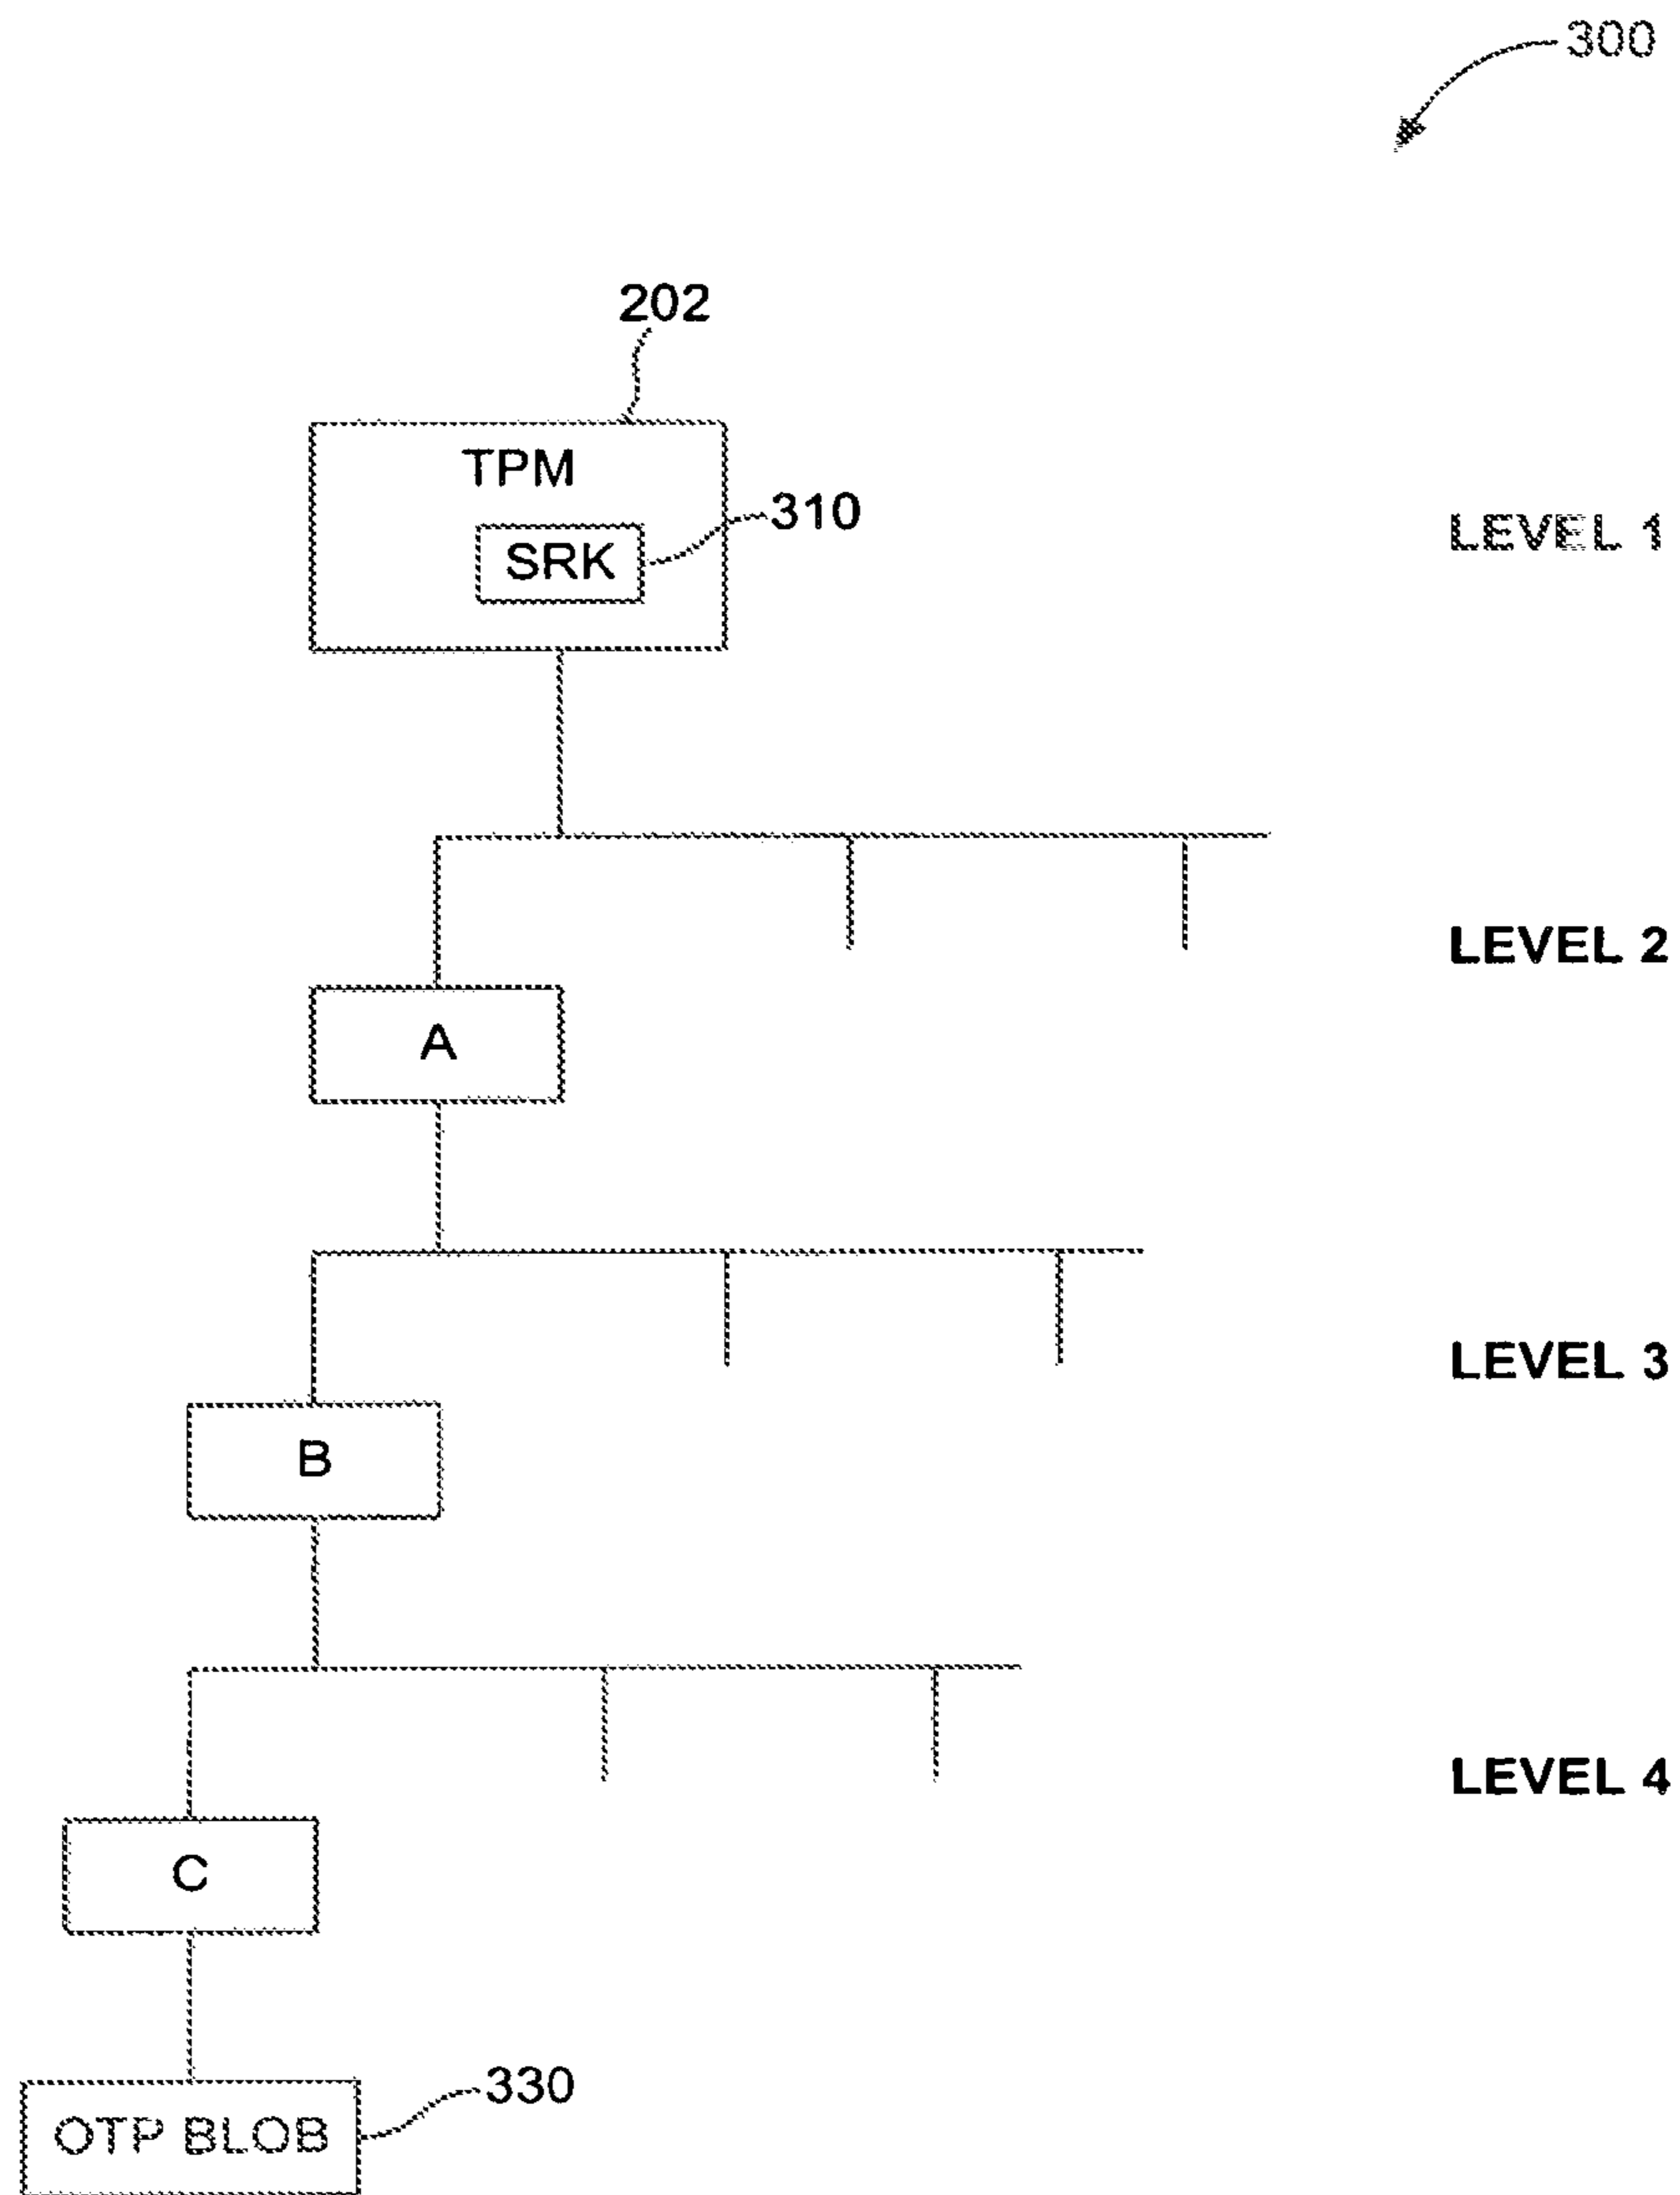 300
202
TPM
310
SRK
LEVEL 1
LEVEL 2
A
LEVEL 3
B
LEVEL 4
C
330
OTP BLOB